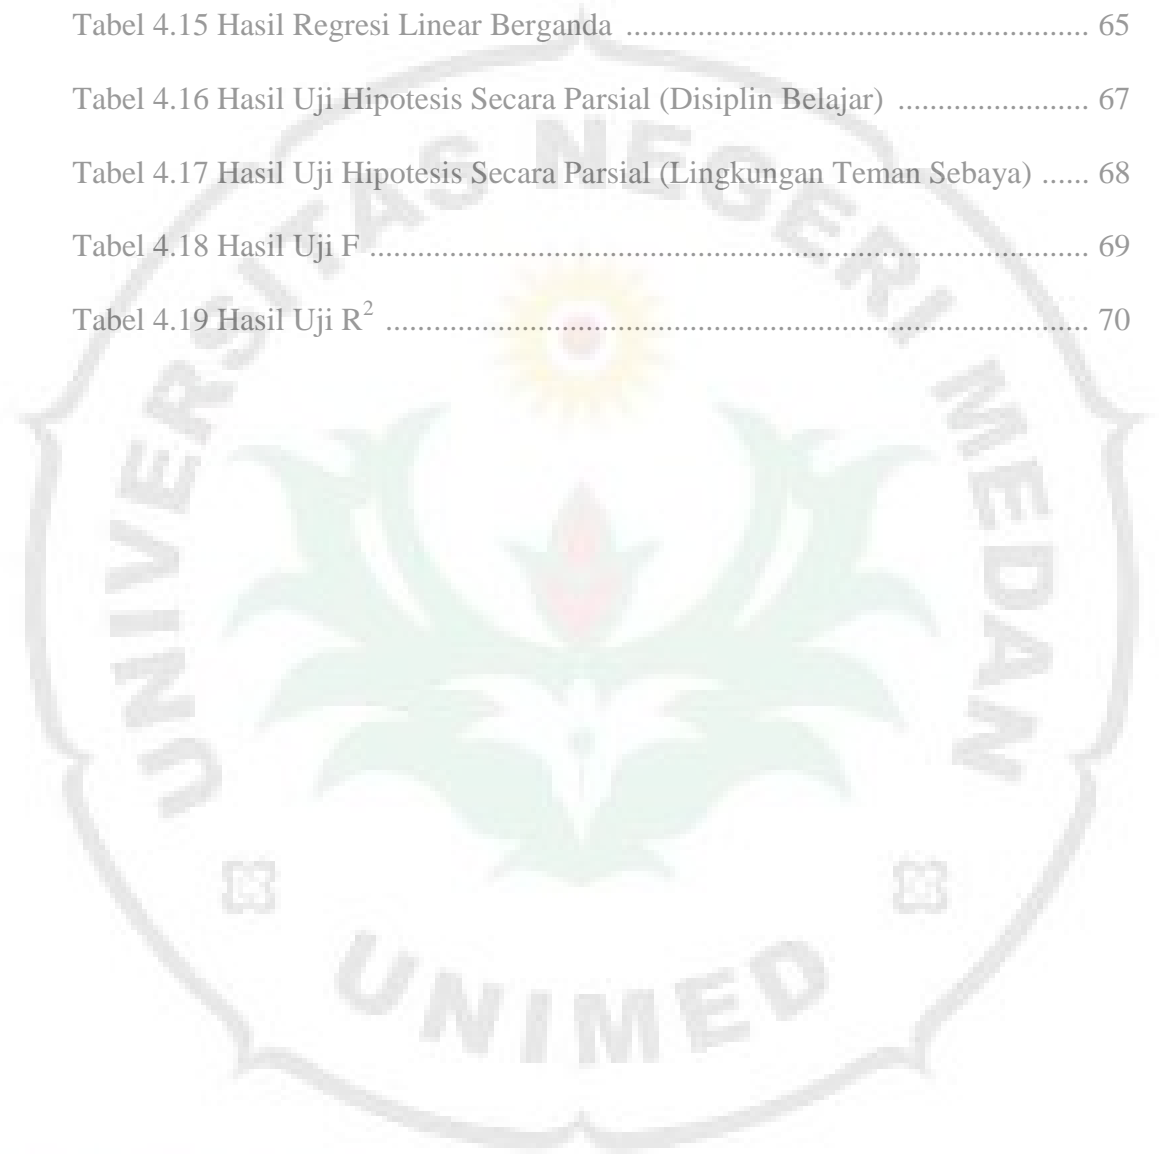 Tabel 4.15 Hasil Regresi Linear Berganda ........................................................... 65
Tabel 4.16 Hasil Uji Hipotesis Secara Parsial (Disiplin Belajar) ........................ 67
Tabel 4.17 Hasil Uji Hipotesis Secara Parsial (Lingkungan Teman Sebaya) ...... 68
Tabel 4.18 Hasil Uji F ............................................................................................ 69
Tabel 4.19 Hasil Uji R² .......................................................................................... 70
UNIVERSITAS NEGERI MEDAN
UNIMED